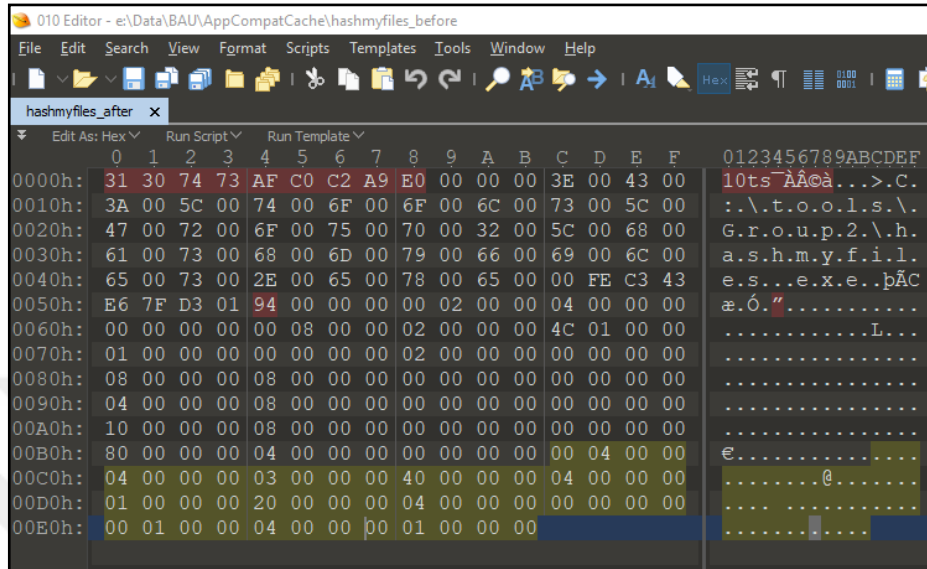 010 Editor - e:\Data\BAU\AppCompatCache\hashmyfiles_before
File Edit Search View Format Scripts Templates Tools Window Help
Hex
hashmyfiles_after ×
Edit As: Hex Run Script Run Template
0 1 2 3 4 5 6 7 8 9 A B C D E F 0123456789ABCDEF
0000h: 31 30 74 73 AF C0 C2 A9 E0 00 00 00 3E 00 43 00 10ts¯ÀÂ©à...>.C.
0010h: 3A 00 5C 00 74 00 6F 00 6F 00 6C 00 73 00 5C 00 :.\.t.o.o.l.s.\.
0020h: 47 00 72 00 6F 00 75 00 70 00 32 00 5C 00 68 00 G.r.o.u.p.2.\.h.
0030h: 61 00 73 00 68 00 6D 00 79 00 66 00 69 00 6C 00 a.s.h.m.y.f.i.l.
0040h: 65 00 73 00 2E 00 65 00 78 00 65 00 00 FE C3 43 e.s...e.x.e..þÃC
0050h: E6 7F D3 01 94 00 00 00 00 02 00 00 04 00 00 00 æ.Ó.”...........
0060h: 00 00 00 00 00 08 00 00 02 00 00 00 4C 01 00 00 ............L...
0070h: 01 00 00 00 00 00 00 00 02 00 00 00 00 00 00 00 ................
0080h: 08 00 00 00 08 00 00 00 00 00 00 00 00 00 00 00 ................
0090h: 04 00 00 00 08 00 00 00 00 00 00 00 00 00 00 00 ................
00A0h: 10 00 00 00 08 00 00 00 00 00 00 00 00 00 00 00 ................
00B0h: 80 00 00 00 04 00 00 00 00 00 00 00 00 04 00 00 €...............
00C0h: 04 00 00 00 03 00 00 00 40 00 00 00 04 00 00 00 ........@.......
00D0h: 01 00 00 00 20 00 00 00 04 00 00 00 00 00 00 00 .... ...........
00E0h: 00 01 00 00 04 00 00 00 01 00 00 00 ............